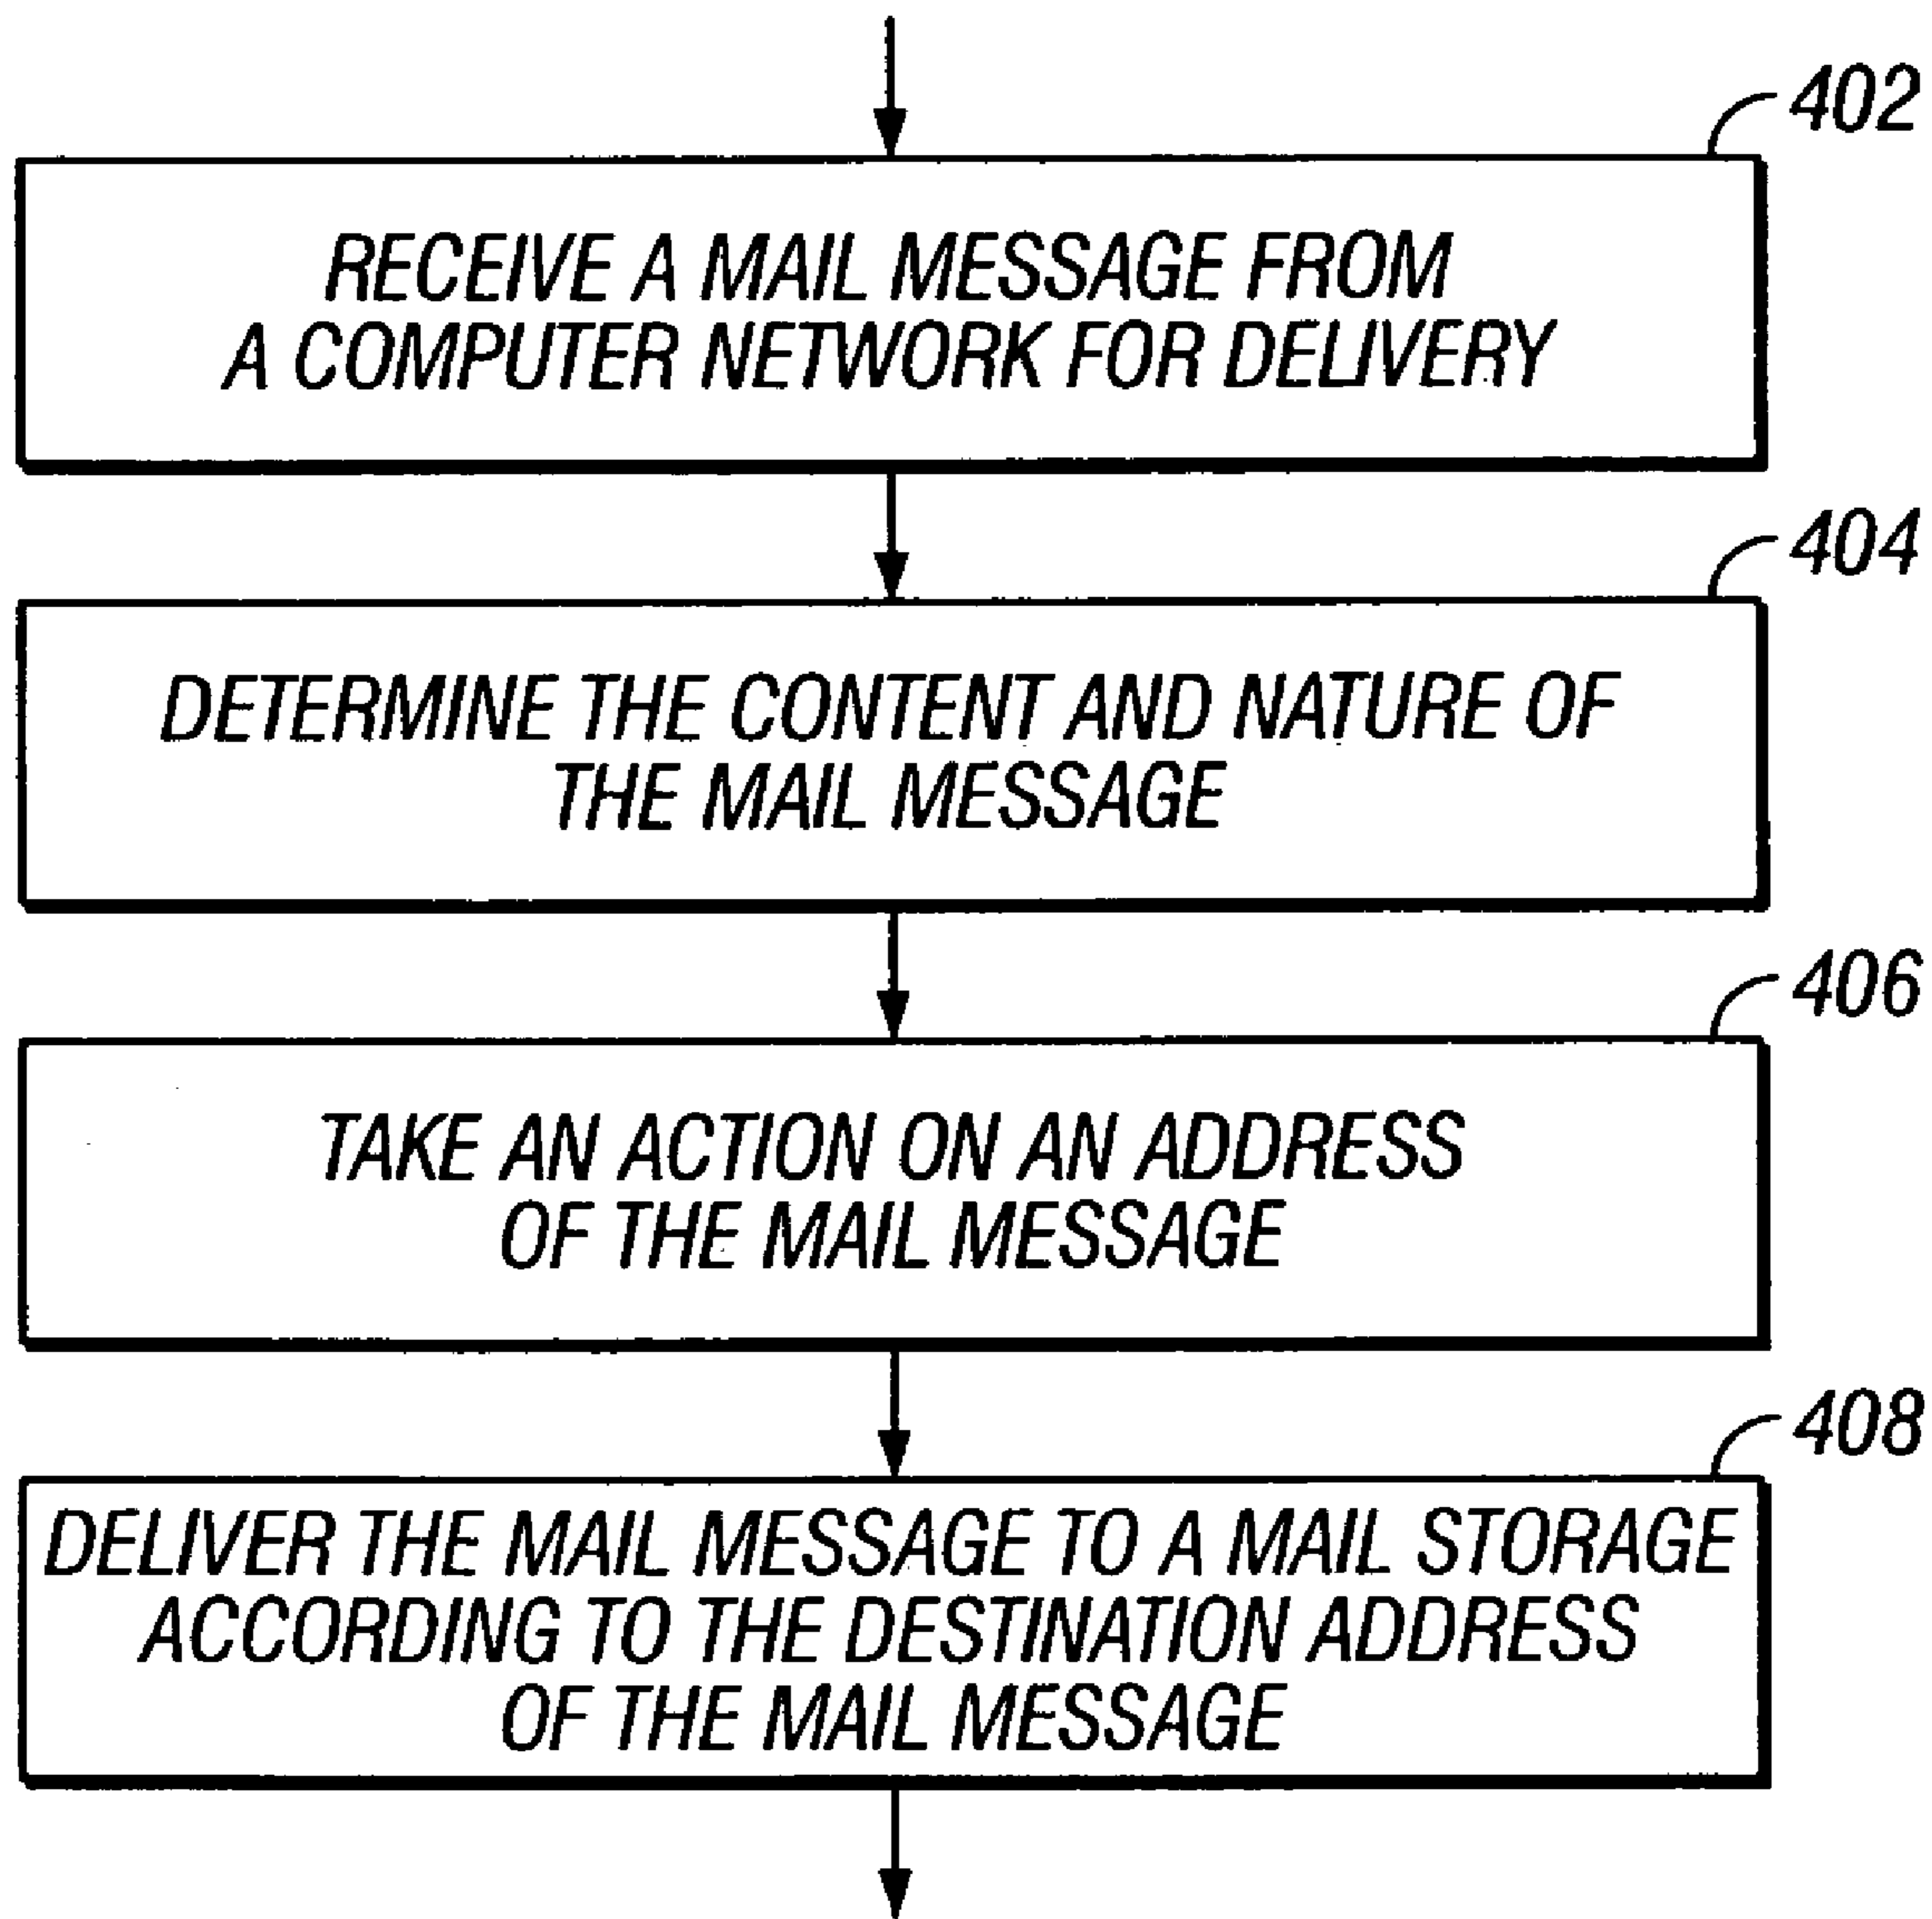 402
RECEIVE A MAIL MESSAGE FROM
A COMPUTER NETWORK FOR DELIVERY
404
DETERMINE THE CONTENT AND NATURE OF
THE MAIL MESSAGE
406
TAKE AN ACTION ON AN ADDRESS
OF THE MAIL MESSAGE
408
DELIVER THE MAIL MESSAGE TO A MAIL STORAGE
ACCORDING TO THE DESTINATION ADDRESS
OF THE MAIL MESSAGE